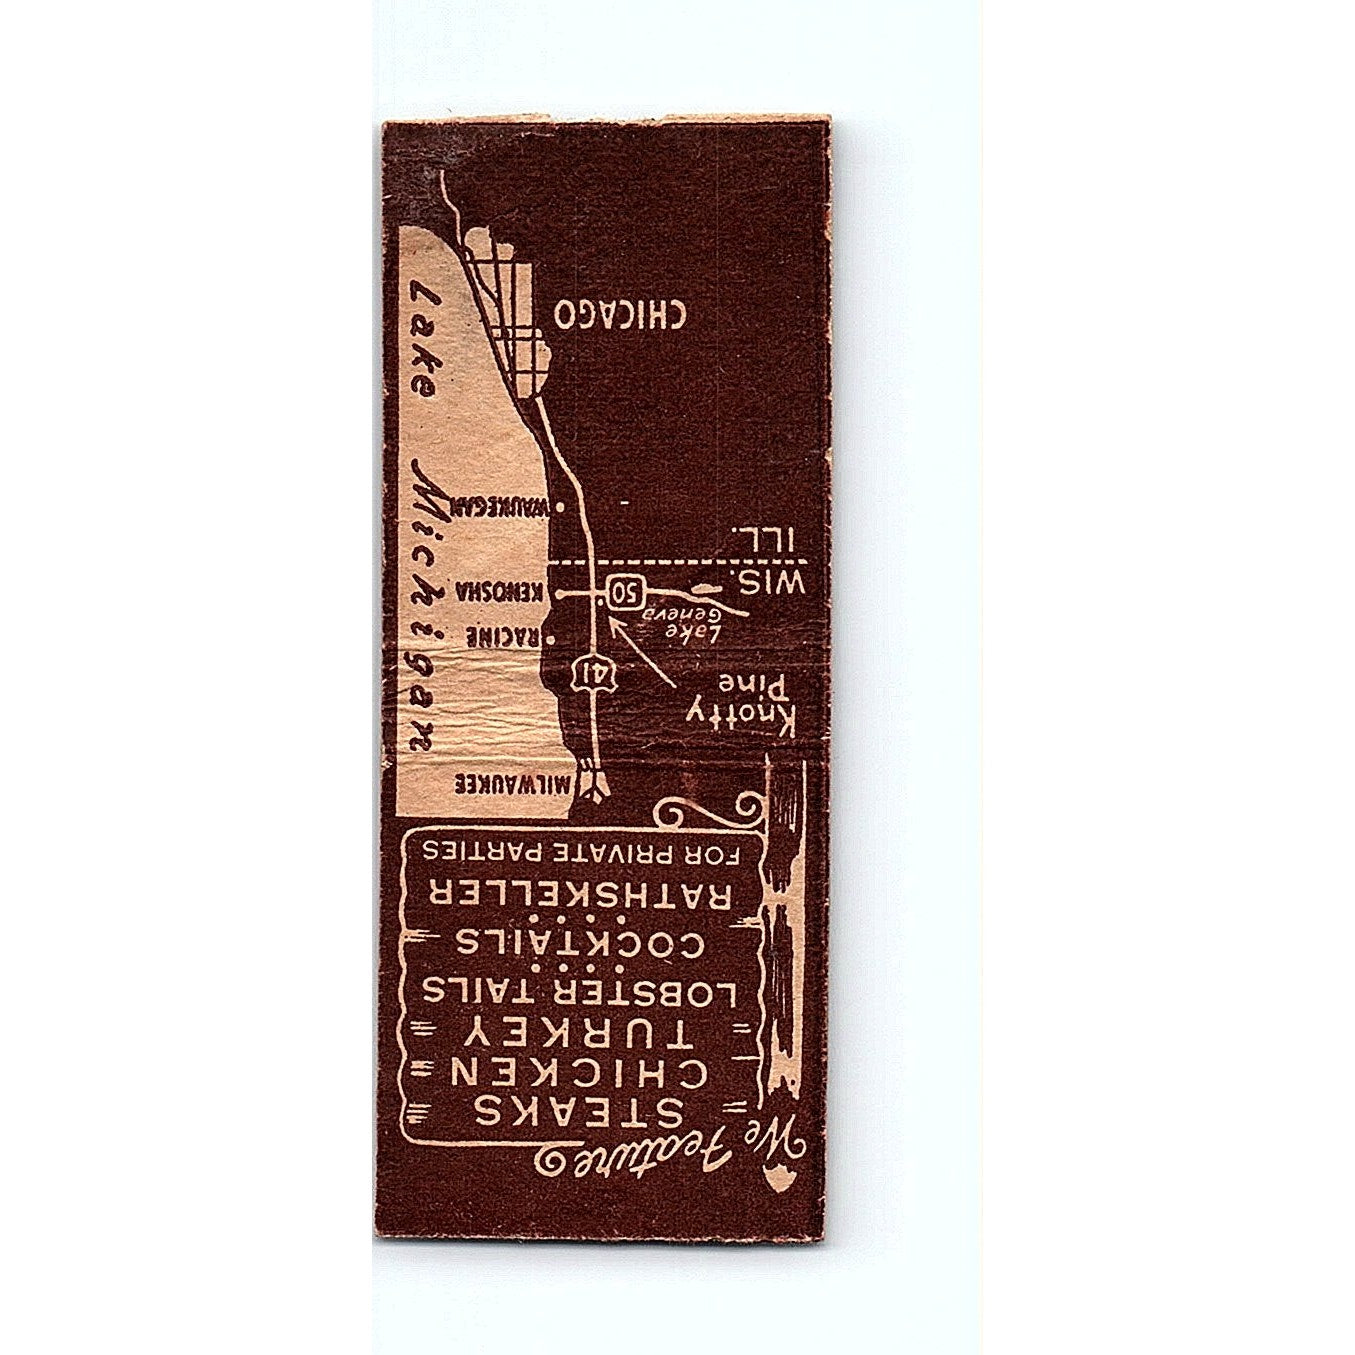 We Feature
STEAKS
CHICKEN
TURKEY
LOBSTER TAILS
COCKTAILS
RATHSKELLER
FOR PRIVATE PARTIES
MILWAUKEE
Knotty
Pine
41
RACINE
Lake
Geneva
KENOSHA
50
WIS.
ILL.
WAUKEGAN
Lake Michigan
CHICAGO